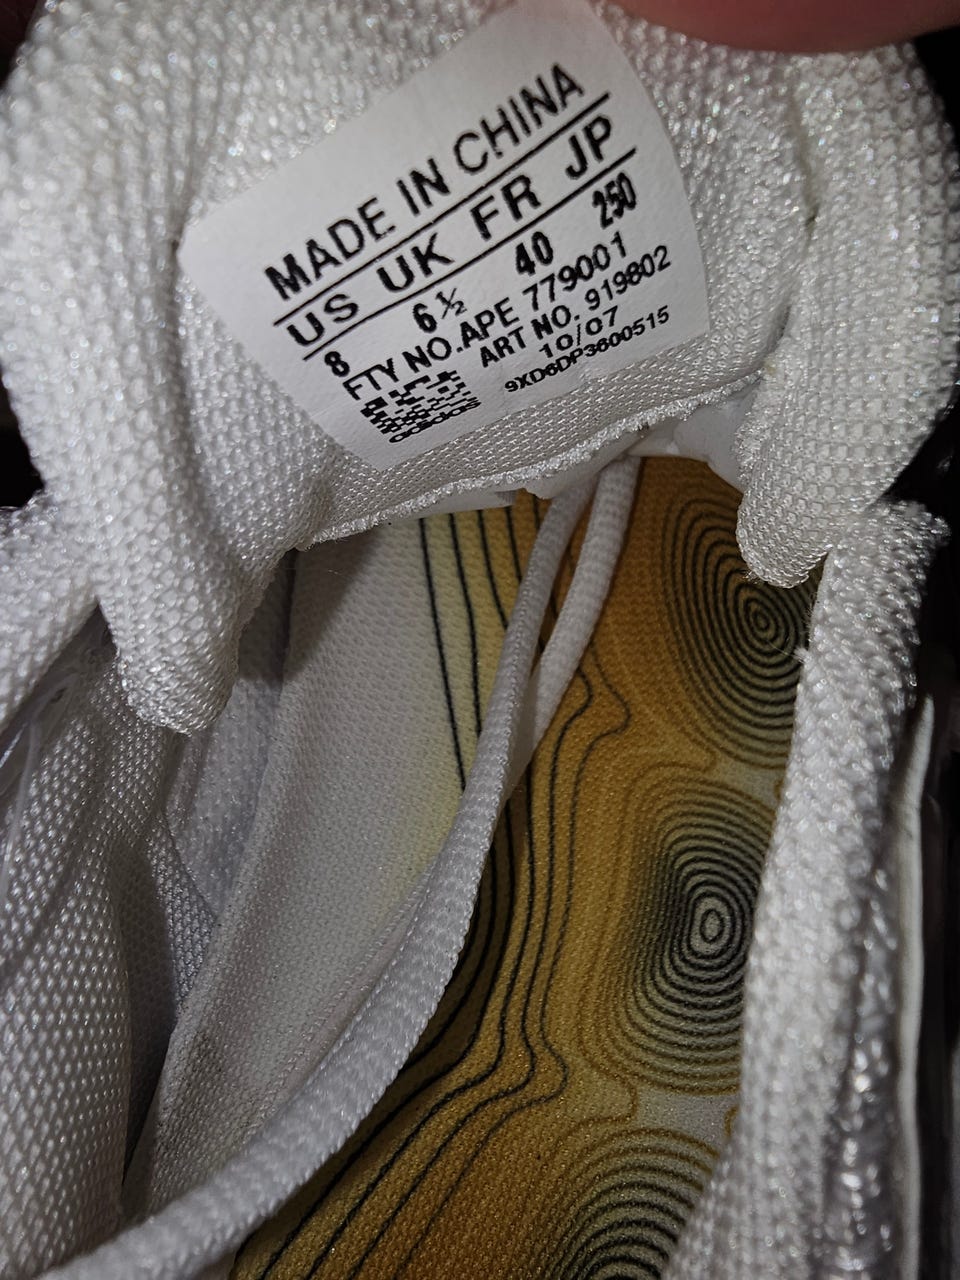 MADE IN CHINA
US UK FR JP
8 6½ 40 250
FTY NO.APE 779001
ART NO. 919802
10/07
9XD6DP3600515
adidas